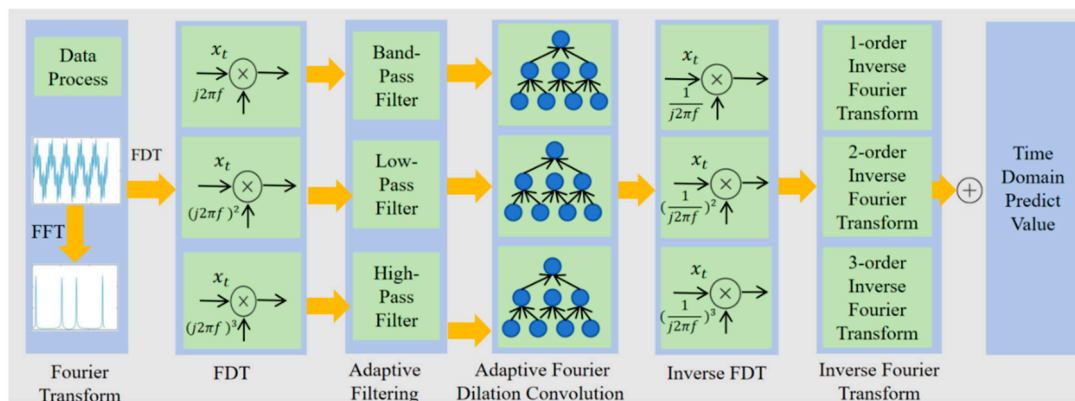 Data
Process
FDT
FFT
Fourier
Transform
x_t
j2πf
x_t
(j2πf)^2
x_t
(j2πf)^3
FDT
Band-
Pass
Filter
Low-
Pass
Filter
High-
Pass
Filter
Adaptive
Filtering
Adaptive Fourier
Dilation Convolution
x_t
1
j2πf
x_t
(1
j2πf)^2
x_t
(1
j2πf)^3
Inverse FDT
1-order
Inverse
Fourier
Transform
2-order
Inverse
Fourier
Transform
3-order
Inverse
Fourier
Transform
Inverse Fourier
Transform
Time
Domain
Predict
Value